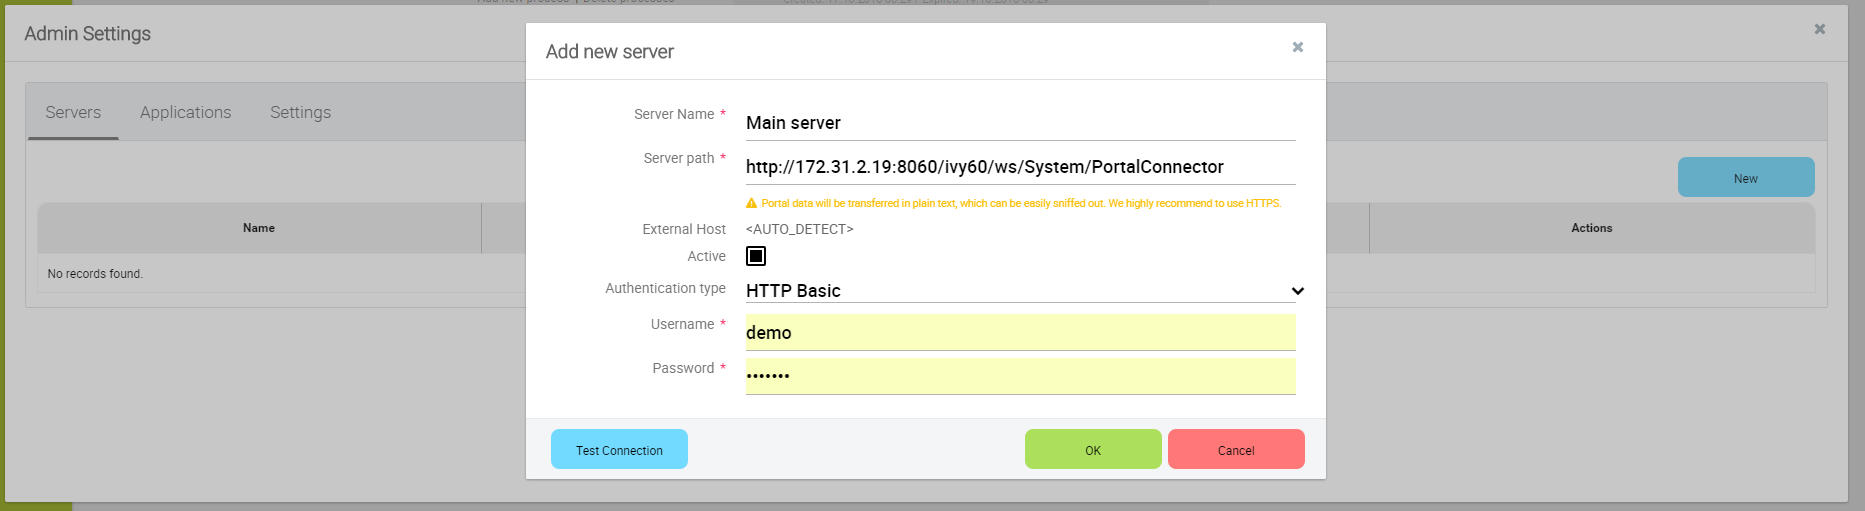 Admin Settings
Servers
Applications
Settings
New
Name
Actions
No records found.
Add new server
Server Name *
Main server
Server path *
http://172.31.2.19:8060/ivy60/ws/System/PortalConnector
Portal data will be transferred in plain text, which can be easily sniffed out. We highly recommend to use HTTPS.
External Host
<AUTO_DETECT>
Active
Authentication type
HTTP Basic
Username *
demo
Password *
•••••••
Test Connection
OK
Cancel